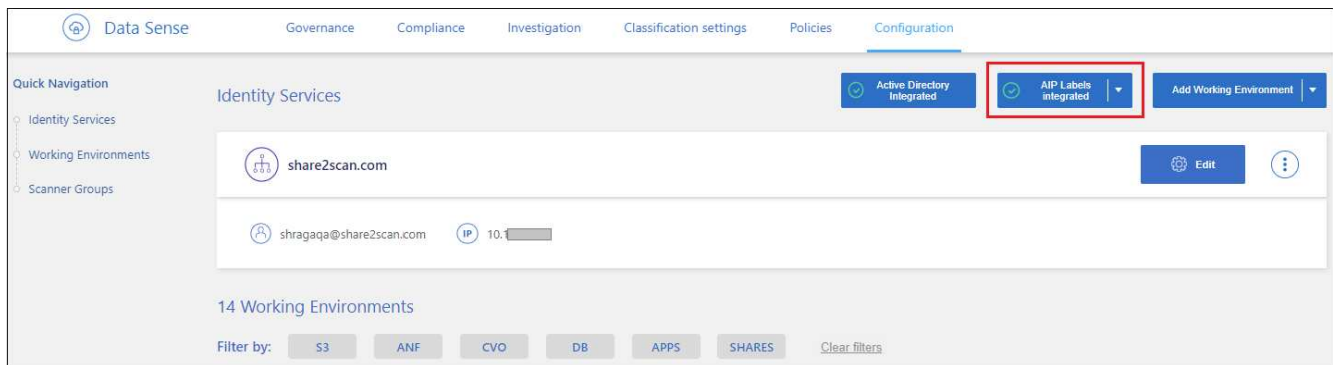 Data Sense
Governance
Compliance
Investigation
Classification settings
Policies
Configuration
Quick Navigation
Identity Services
Working Environments
Scanner Groups
Identity Services
Active Directory
Integrated
AIP Labels
integrated
Add Working Environment
share2scan.com
Edit
shragaqa@share2scan.com
IP
10.1
14 Working Environments
Filter by:
S3
ANF
CVO
DB
APPS
SHARES
Clear filters